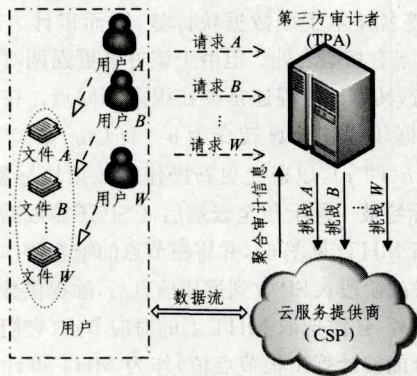 第三方审计者
(TPA)
用户 A
用户 B
用户 W
文件 A
文件 B
⋮
文件 W
用户
请求 A
请求 B
⋮
请求 W
聚合审计信息
挑战 A
挑战 B
…
挑战 W
数据流
云服务提供商
(CSP)